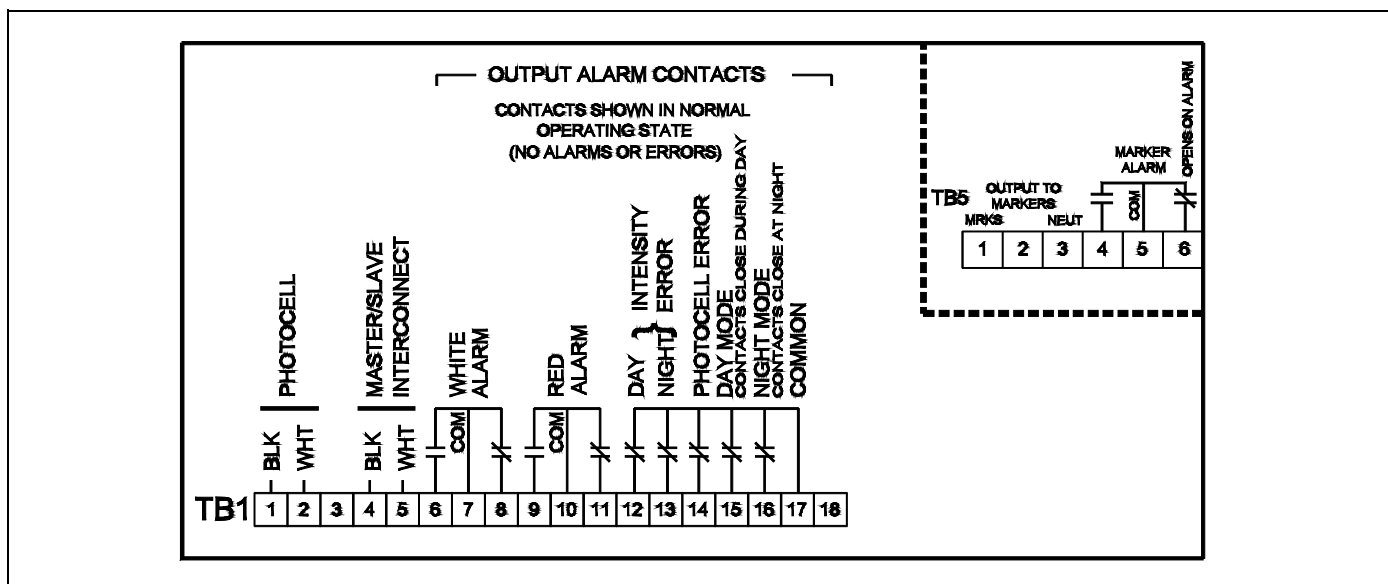 OUTPUT ALARM CONTACTS
CONTACTS SHOWN IN NORMAL
OPERATING STATE
(NO ALARMS OR ERRORS)
PHOTOCELL
BLK
WHT
MASTER/SLAVE
INTERCONNECT
BLK
WHT
WHITE
ALARM
COM
RED
ALARM
COM
DAY
NIGHT
INTENSITY
ERROR
PHOTOCELL ERROR
DAY MODE
CONTACTS CLOSE DURING DAY
NIGHT MODE
CONTACTS CLOSE AT NIGHT
COMMON
TB1 1 2 3 4 5 6 7 8 9 10 11 12 13 14 15 16 17 18
TB5
OUTPUT TO
MARKERS
MRKS
NEUT
MARKER
ALARM
COM
OPENS ON ALARM
1 2 3 4 5 6